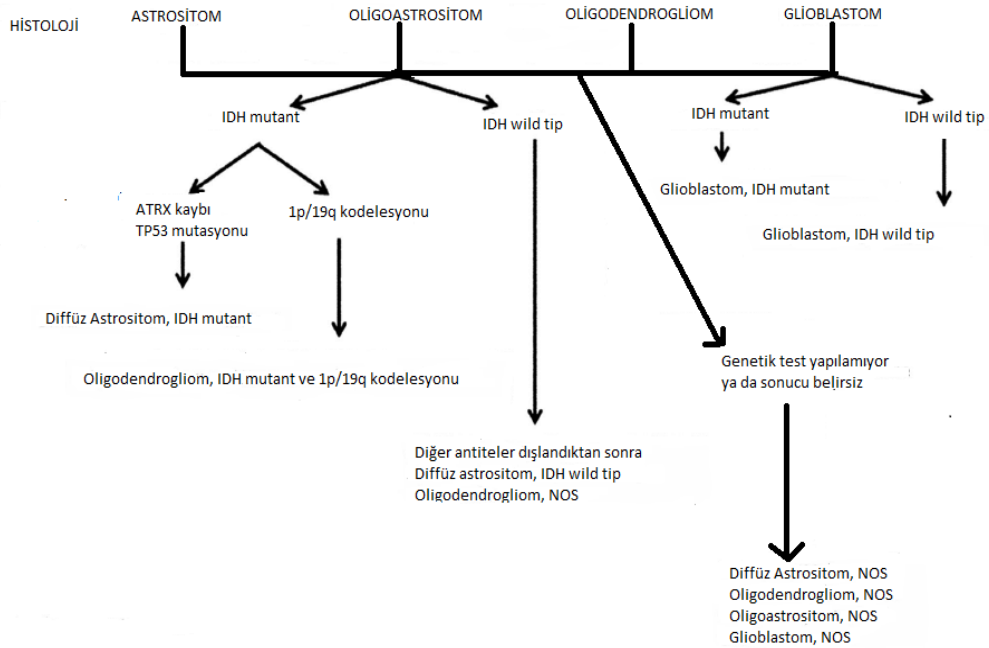 HİSTOLOJİ
ASTROSİTOM
OLİGOASTROSİTOM
OLİGODENDROGLİOM
GLİOBLASTOM
IDH mutant
IDH wild tip
IDH mutant
IDH wild tip
ATRX kaybı
TP53 mutasyonu
1p/19q kodelesyonu
Glioblastom, IDH mutant
Glioblastom, IDH wild tip
Diffüz Astrositom, IDH mutant
Oligodendrogliom, IDH mutant ve 1p/19q kodelesyonu
Genetik test yapılamıyor
ya da sonucu belirsiz
Diğer antiteler dışlandıktan sonra
Diffüz astrositom, IDH wild tip
Oligodendrogliom, NOS
Diffüz Astrositom, NOS
Oligodendrogliom, NOS
Oligoastrositom, NOS
Glioblastom, NOS